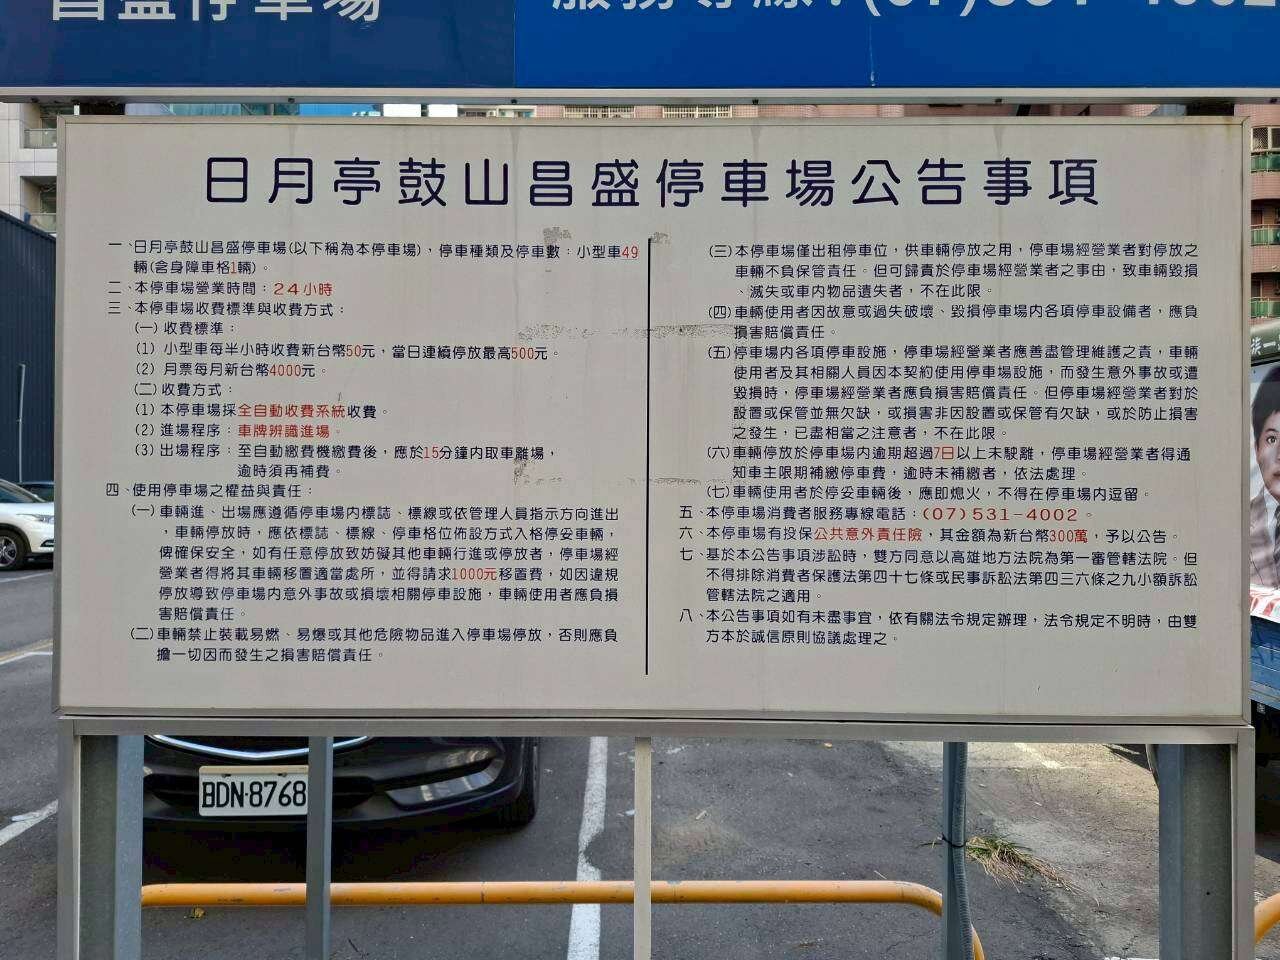 昌盛停車場
服務專線:(07)531-4002
日月亭鼓山昌盛停車場公告事項
一、日月亭鼓山昌盛停車場(以下稱為本停車場),停車種類及停車數:小型車49
輛(含身障車格1輛)。
二、本停車場營業時間:24小時
三、本停車場收費標準與收費方式:
(一)收費標準:
(1) 小型車每半小時收費新台幣50元,當日連續停放最高500元。
(2) 月票每月新台幣4000元。
(二)收費方式:
(1)本停車場採全自動收費系統收費。
(2)進場程序:車牌辨識進場。
(3)出場程序:至自動繳費機繳費後,應於15分鐘內取車離場,
逾時須再補費。
四、使用停車場之權益與責任:
(一)車輛進、出場應遵循停車場內標誌、標線或依管理人員指示方向進出
,車輛停放時,應依標誌、標線、停車格位佈設方式入格停妥車輛,
俾確保安全,如有任意停放致妨礙其他車輛行進或停放者,停車場經
營業者得將其車輛移置適當處所,並得請求1000元移置費,如因違規
停放導致停車場內意外事故或損壞相關停車設施,車輛使用者應負損
害賠償責任。
(二)車輛禁止裝載易燃、易爆或其他危險物品進入停車場停放,否則應負
擔一切因而發生之損害賠償責任。
(三)本停車場僅出租停車位,供車輛停放之用,停車場經營業者對停放之
車輛不負保管責任。但可歸責於停車場經營業者之事由,致車輛毀損
、滅失或車內物品遺失者,不在此限。
(四)車輛使用者因故意或過失破壞、毀損停車場內各項停車設備者,應負
損害賠償責任。
(五)停車場內各項停車設施,停車場經營業者應善盡管理維護之責,車輛
使用者及其相關人員因本契約使用停車場設施,而發生意外事故或遭
毀損時,停車場經營業者應負損害賠償責任。但停車場經營業者對於
設置或保管並無欠缺,或損害非因設置或保管有欠缺,或於防止損害
之發生,已盡相當之注意者,不在此限。
(六)車輛停放於停車場內逾期超過7日以上未駛離,停車場經營業者得通
知車主限期補繳停車費,逾時未補繳者,依法處理。
(七)車輛使用者於停妥車輛後,應即熄火,不得在停車場內逗留。
五、本停車場消費者服務專線電話:(07)531-4002。
六、本停車場有投保公共意外責任險,其金額為新台幣300萬,予以公告。
七、基於本公告事項涉訟時,雙方同意以高雄地方法院為第一審管轄法院。但
不得排除消費者保護法第四十七條或民事訴訟法第四三六條之九小額訴訟
管轄法院之適用。
八、本公告事項如有未盡事宜,依有關法令規定辦理,法令規定不明時,由雙
方本於誠信原則協議處理之。
BDN-8768